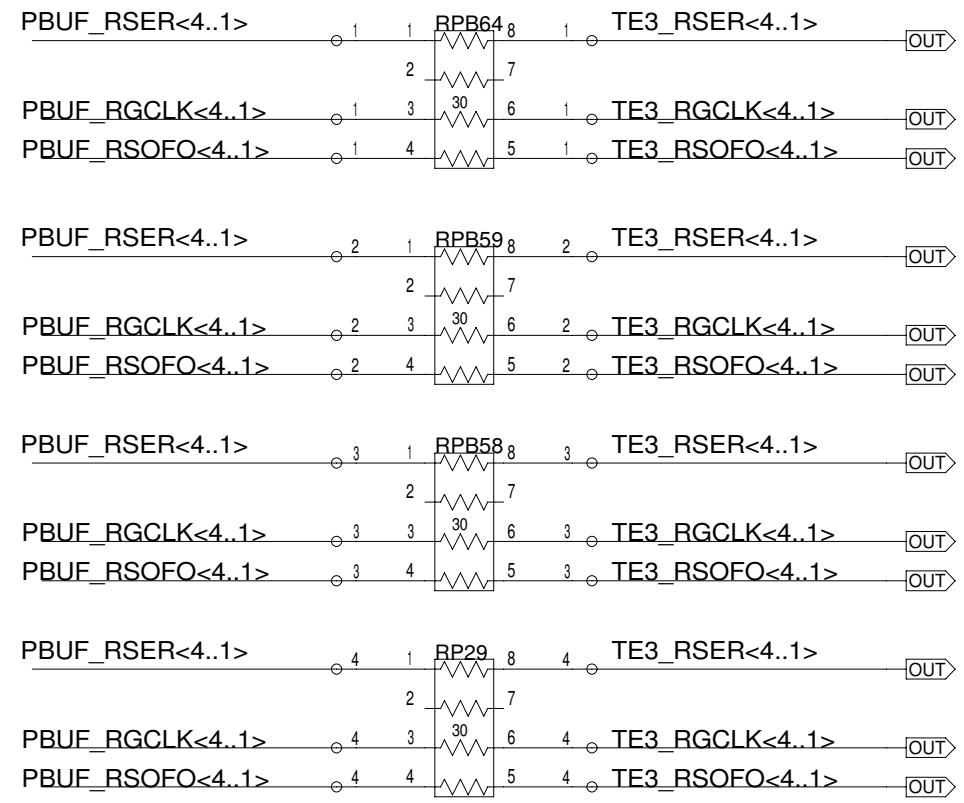 PBUF_RSER<4..1> 1 1 RPB64 8 1 TE3_RSER<4..1> OUT
2 7
PBUF_RGCLK<4..1> 1 3 30 6 1 TE3_RGCLK<4..1> OUT
PBUF_RSOFO<4..1> 1 4 5 1 TE3_RSOFO<4..1> OUT
PBUF_RSER<4..1> 2 1 RPB59 8 2 TE3_RSER<4..1> OUT
2 7
PBUF_RGCLK<4..1> 2 3 30 6 2 TE3_RGCLK<4..1> OUT
PBUF_RSOFO<4..1> 2 4 5 2 TE3_RSOFO<4..1> OUT
PBUF_RSER<4..1> 3 1 RPB58 8 3 TE3_RSER<4..1> OUT
2 7
PBUF_RGCLK<4..1> 3 3 30 6 3 TE3_RGCLK<4..1> OUT
PBUF_RSOFO<4..1> 3 4 5 3 TE3_RSOFO<4..1> OUT
PBUF_RSER<4..1> 4 1 RP29 8 4 TE3_RSER<4..1> OUT
2 7
PBUF_RGCLK<4..1> 4 3 30 6 4 TE3_RGCLK<4..1> OUT
PBUF_RSOFO<4..1> 4 4 5 4 TE3_RSOFO<4..1> OUT